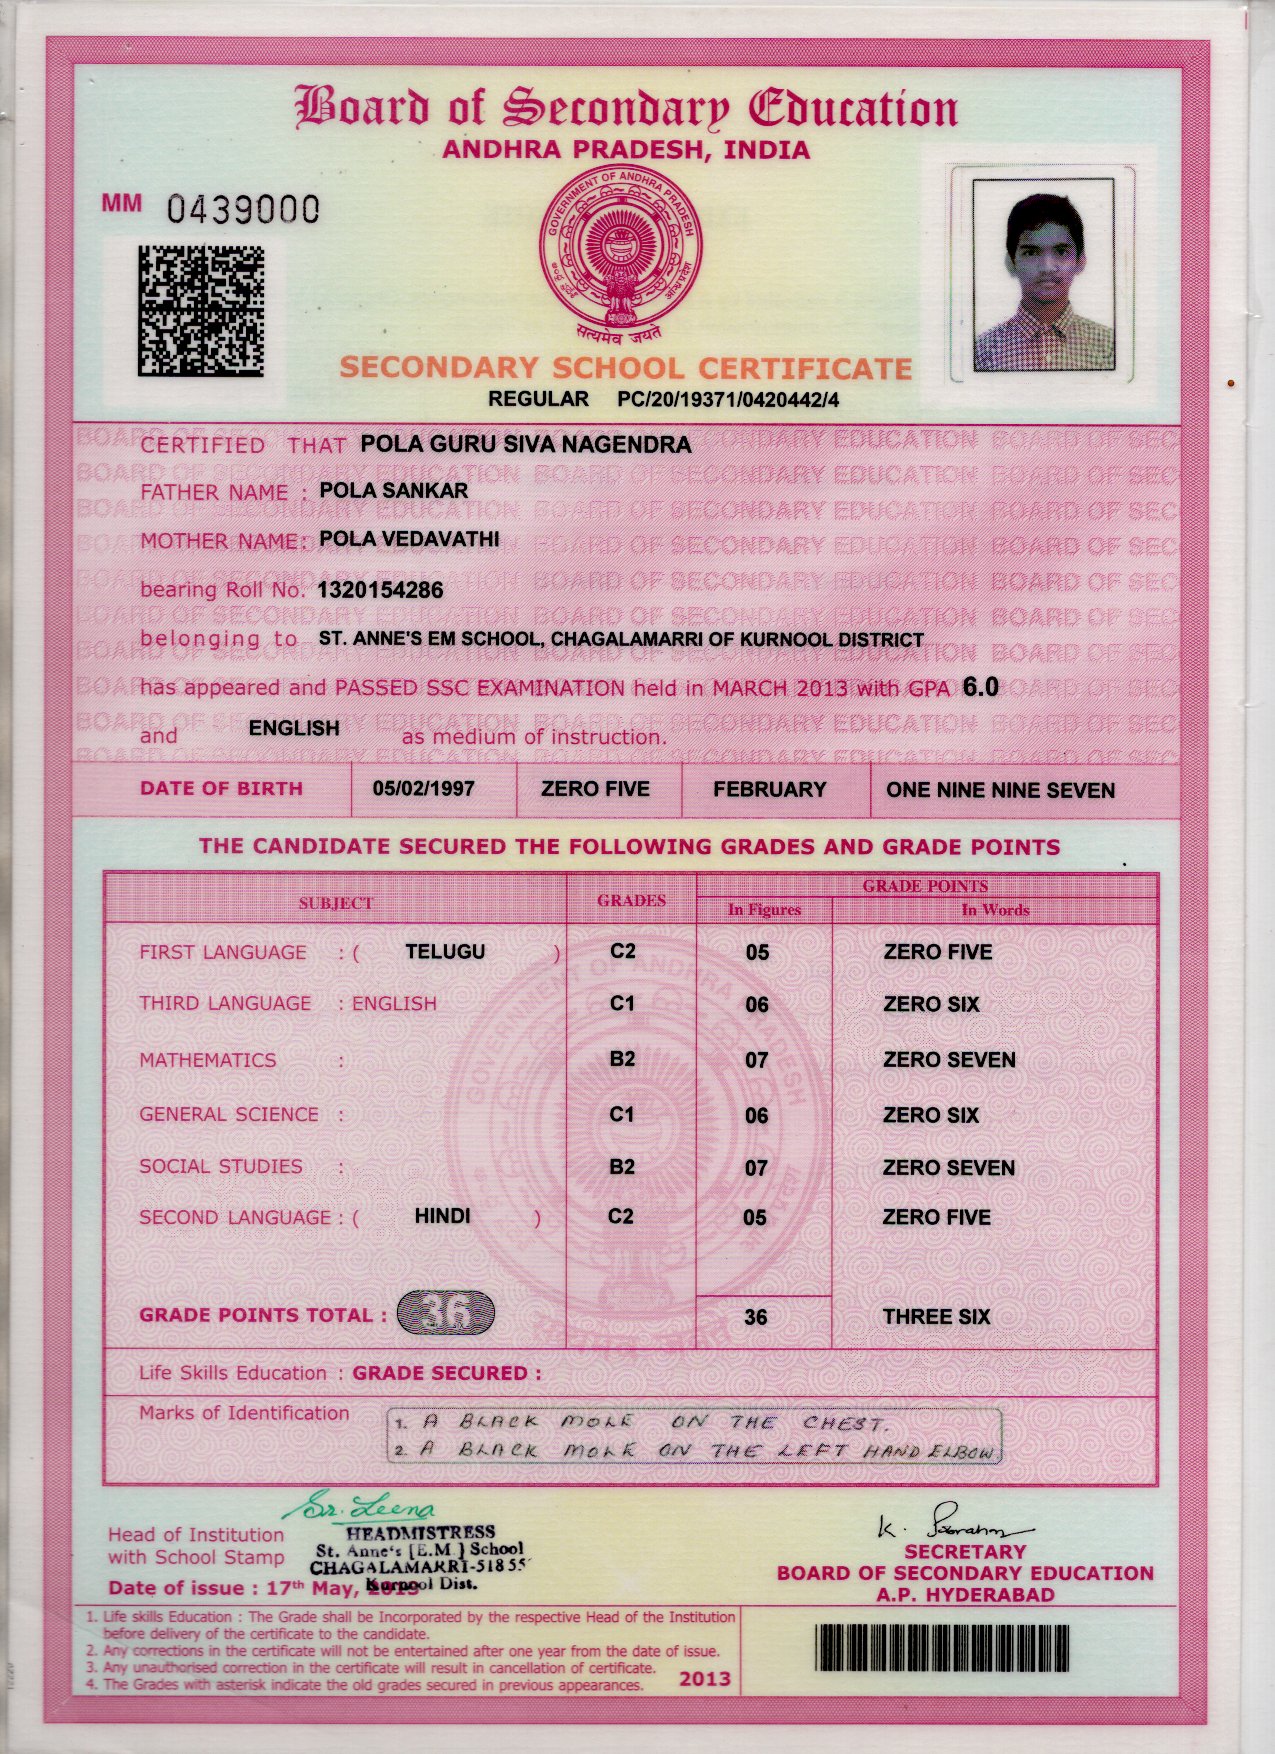 Board of Secondary Education
ANDHRA PRADESH, INDIA
MM 0439000
GOVERNMENT OF ANDHRA PRADESH
सत्यमेव जयते
SECONDARY SCHOOL CERTIFICATE
REGULAR PC/20/19371/0420442/4
CERTIFIED THAT POLA GURU SIVA NAGENDRA
FATHER NAME : POLA SANKAR
MOTHER NAME: POLA VEDAVATHI
bearing Roll No. 1320154286
belonging to ST. ANNE'S EM SCHOOL, CHAGALAMARRI OF KURNOOL DISTRICT
has appeared and PASSED SSC EXAMINATION held in MARCH 2013 with GPA 6.0
and ENGLISH as medium of instruction.
DATE OF BIRTH 05/02/1997 ZERO FIVE FEBRUARY ONE NINE NINE SEVEN
THE CANDIDATE SECURED THE FOLLOWING GRADES AND GRADE POINTS
SUBJECT GRADES GRADE POINTS
In Figures In Words
FIRST LANGUAGE : ( TELUGU ) C2 05 ZERO FIVE
THIRD LANGUAGE : ENGLISH C1 06 ZERO SIX
MATHEMATICS : B2 07 ZERO SEVEN
GENERAL SCIENCE : C1 06 ZERO SIX
SOCIAL STUDIES : B2 07 ZERO SEVEN
SECOND LANGUAGE : ( HINDI ) C2 05 ZERO FIVE
GRADE POINTS TOTAL : 36 36 THREE SIX
Life Skills Education : GRADE SECURED :
Marks of Identification
1. A BLACK MOLE ON THE CHEST.
2. A BLACK MOLE ON THE LEFT HAND ELBOW.
Sr. Leena
Head of Institution
with School Stamp
HEADMISTRESS
St. Anne's [E.M.] School
CHAGALAMARRI-51855
Kurnool Dist.
Date of issue : 17th May, 2013
K.
SECRETARY
BOARD OF SECONDARY EDUCATION
A.P. HYDERABAD
1. Life skills Education : The Grade shall be Incorporated by the respective Head of the Institution
before delivery of the certificate to the candidate.
2. Any corrections in the certificate will not be entertained after one year from the date of issue.
3. Any unauthorised correction in the certificate will result in cancellation of certificate.
4. The Grades with asterisk indicate the old grades secured in previous appearances.
2013